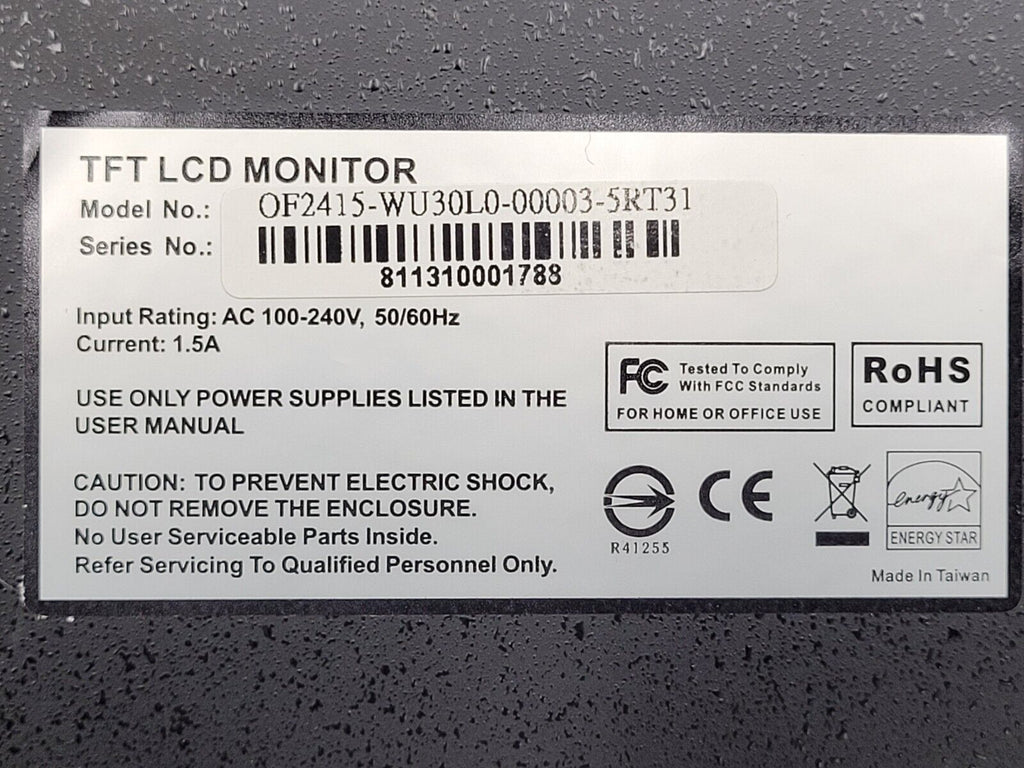 TFT LCD MONITOR
Model No.: OF2415-WU30L0-00003-5RT31
Series No.:
811310001788
Input Rating: AC 100-240V, 50/60Hz
Current: 1.5A
USE ONLY POWER SUPPLIES LISTED IN THE
USER MANUAL
CAUTION: TO PREVENT ELECTRIC SHOCK,
DO NOT REMOVE THE ENCLOSURE.
No User Serviceable Parts Inside.
Refer Servicing To Qualified Personnel Only.
FC Tested To Comply
With FCC Standards
FOR HOME OR OFFICE USE
RoHS
COMPLIANT
R41255
CE
energy
ENERGY STAR
Made In Taiwan